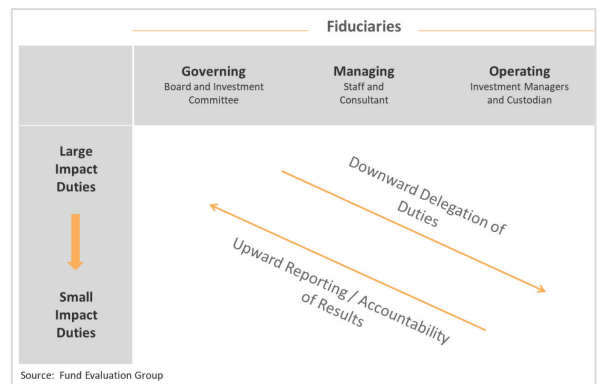 Fiduciaries
Governing
Board and Investment
Committee
Managing
Staff and
Consultant
Operating
Investment Managers
and Custodian
Large
Impact
Duties
Small
Impact
Duties
Downward Delegation of
Duties
Upward Reporting / Accountability
of Results
Source: Fund Evaluation Group